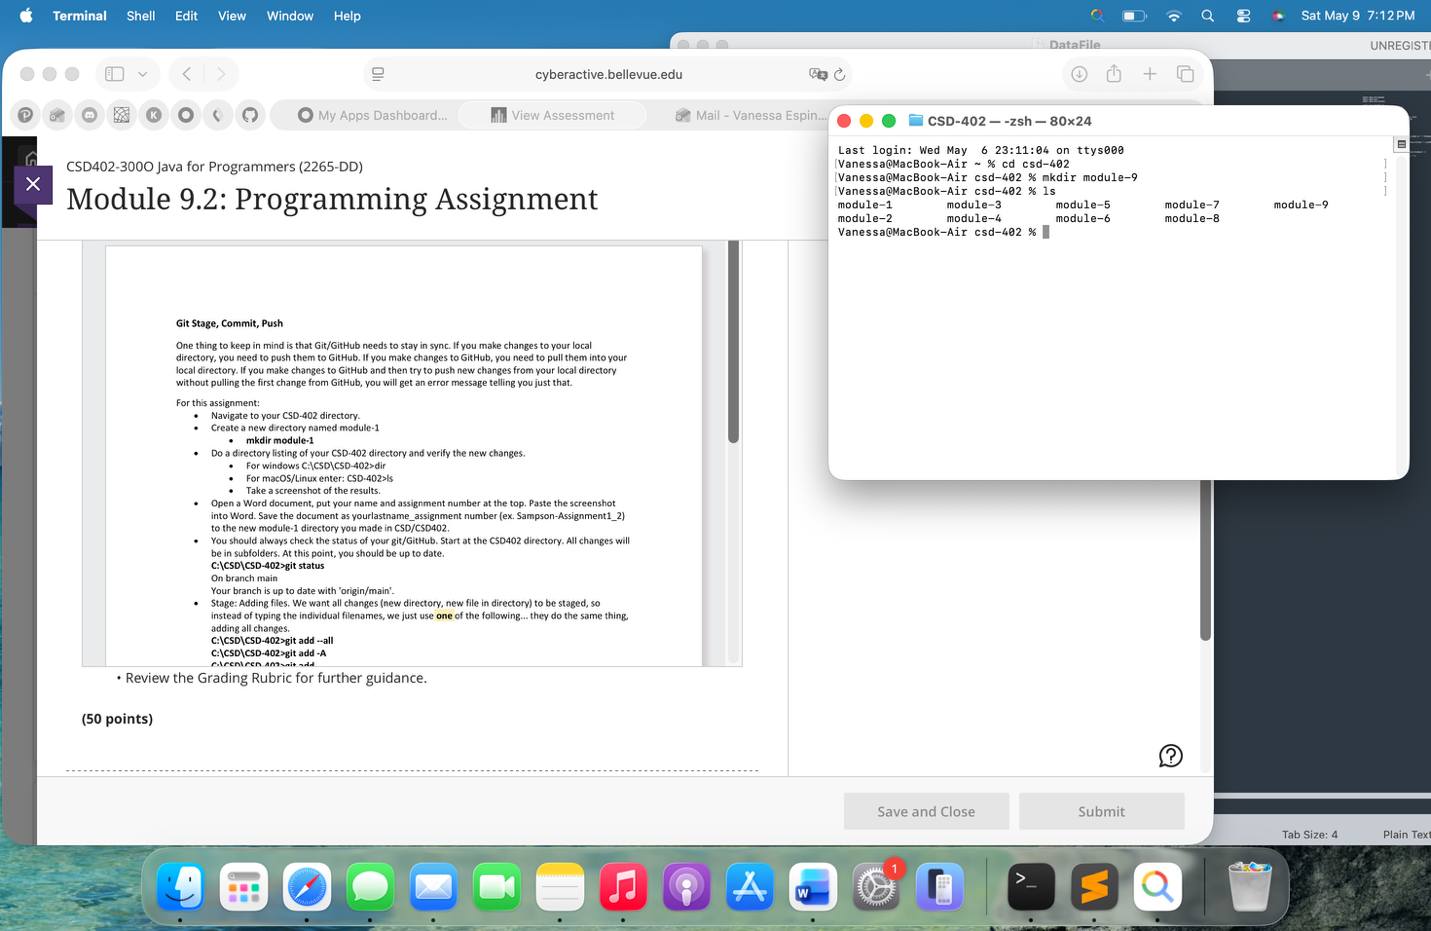 Terminal Shell Edit View Window Help
Sat May 9 7:12 PM
DataFile
UNREGIST
cyberactive.bellevue.edu
My Apps Dashboard...
View Assessment
Mail - Vanessa Espin...
CSD402-300O Java for Programmers (2265-DD)
Module 9.2: Programming Assignment
Git Stage, Commit, Push
One thing to keep in mind is that Git/GitHub needs to stay in sync. If you make changes to your local
directory, you need to push them to GitHub. If you make changes to GitHub, you need to pull them into your
local directory. If you make changes to GitHub and then try to push new changes from your local directory
without pulling the first change from GitHub, you will get an error message telling you just that.
For this assignment:
• Navigate to your CSD-402 directory.
• Create a new directory named module-1
• mkdir module-1
• Do a directory listing of your CSD-402 directory and verify the new changes.
• For windows C:\CSD\CSD-402>dir
• For macOS/Linux enter: CSD-402>ls
• Take a screenshot of the results.
• Open a Word document, put your name and assignment number at the top. Paste the screenshot
into Word. Save the document as yourlastname_assignment number (ex. Sampson-Assignment1_2)
to the new module-1 directory you made in CSD/CSD402.
• You should always check the status of your git/GitHub. Start at the CSD402 directory. All changes will
be in subfolders. At this point, you should be up to date.
C:\CSD\CSD-402>git status
On branch main
Your branch is up to date with 'origin/main'.
• Stage: Adding files. We want all changes (new directory, new file in directory) to be staged, so
instead of typing the individual filenames, we just use one of the following... they do the same thing,
adding all changes.
C:\CSD\CSD-402>git add --all
C:\CSD\CSD-402>git add -A
C:\CSD\CSD-402>git add
• Review the Grading Rubric for further guidance.
(50 points)
Save and Close
Submit
CSD-402 — -zsh — 80×24
Last login: Wed May  6 23:11:04 on ttys000
[Vanessa@MacBook-Air ~ % cd csd-402 ]
[Vanessa@MacBook-Air csd-402 % mkdir module-9 ]
[Vanessa@MacBook-Air csd-402 % ls ]
module-1 module-3 module-5 module-7 module-9
module-2 module-4 module-6 module-8
Vanessa@MacBook-Air csd-402 %
Tab Size: 4
Plain Text
1